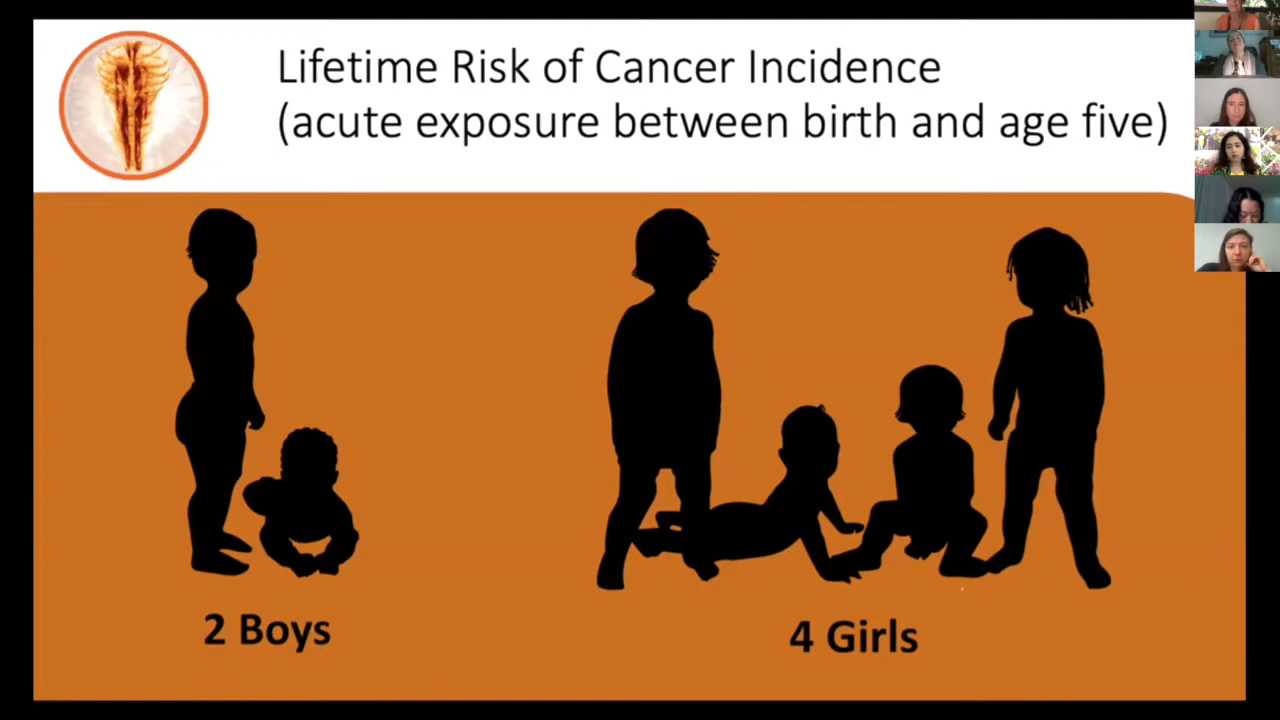 Lifetime Risk of Cancer Incidence
(acute exposure between birth and age five)
2 Boys
4 Girls